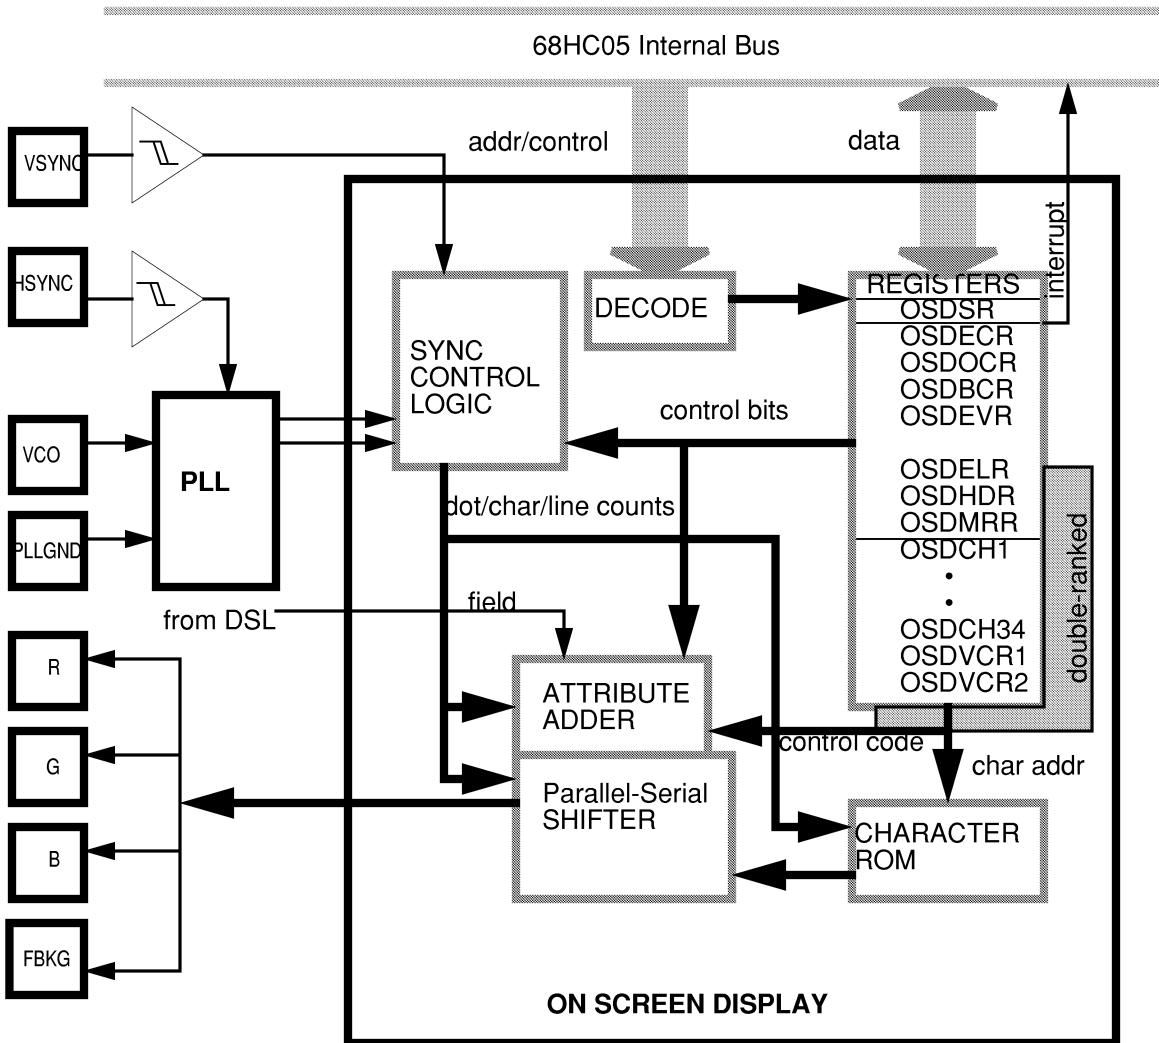 68HC05 Internal Bus
VSYNC
addr/control
data
interrupt
HSYNC
REGISTERS
DECODE
OSDSR
OSDECR
OSDOCR
OSDBCR
OSDEVR
SYNC
CONTROL
LOGIC
control bits
VCO
PLL
OSDELR
OSDHDR
OSDMRR
OSDCH1
•
•
OSDCH34
OSDVCR1
OSDVCR2
double-ranked
dot/char/line counts
PLLGND
field
from DSL
R
ATTRIBUTE
ADDER
control code
char addr
G
Parallel-Serial
SHIFTER
CHARACTER
ROM
B
FBKG
ON SCREEN DISPLAY